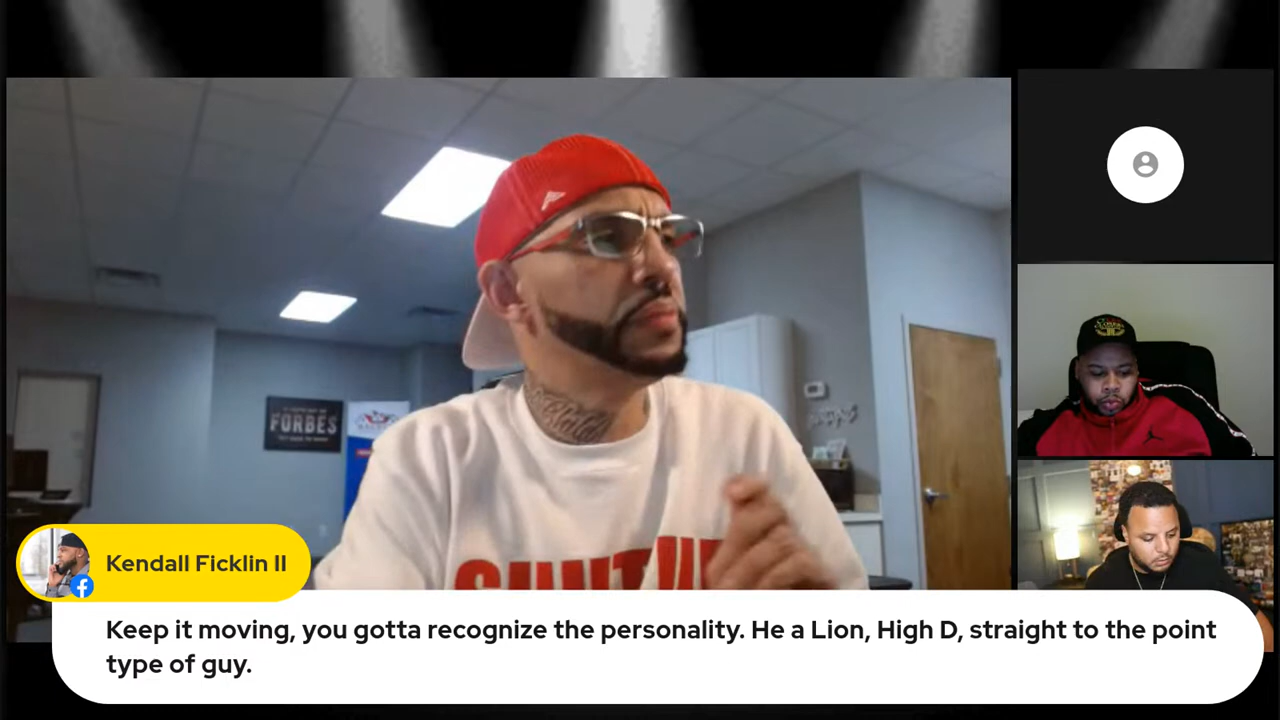 FORBES
Kendall Ficklin II
Keep it moving, you gotta recognize the personality. He a Lion, High D, straight to the point
type of guy.